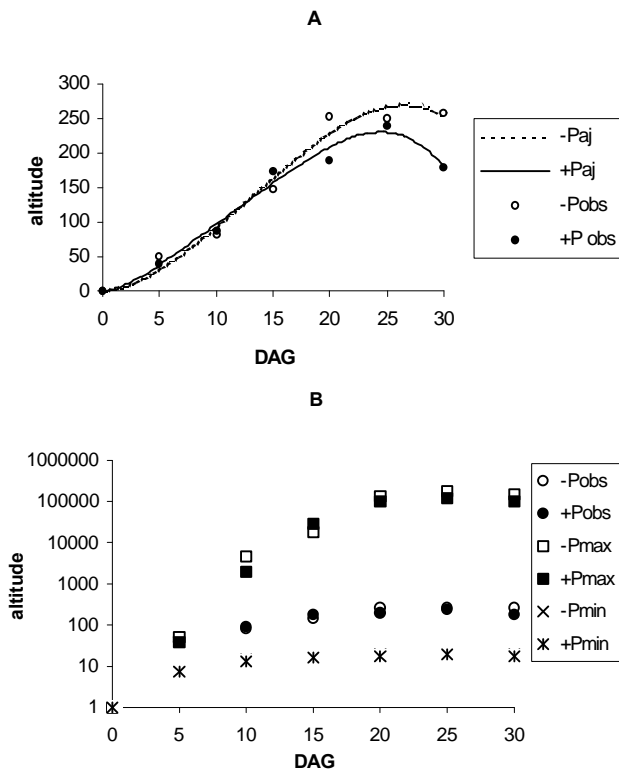 A
300
250
200
150
100
50
0
altitude
0 5 10 15 20 25 30
DAG
-Paj
+Paj
-Pobs
+P obs
B
1000000
100000
10000
1000
100
10
1
altitude
0 5 10 15 20 25 30
DAG
-Pobs
+Pobs
-Pmax
+Pmax
-Pmin
+Pmin